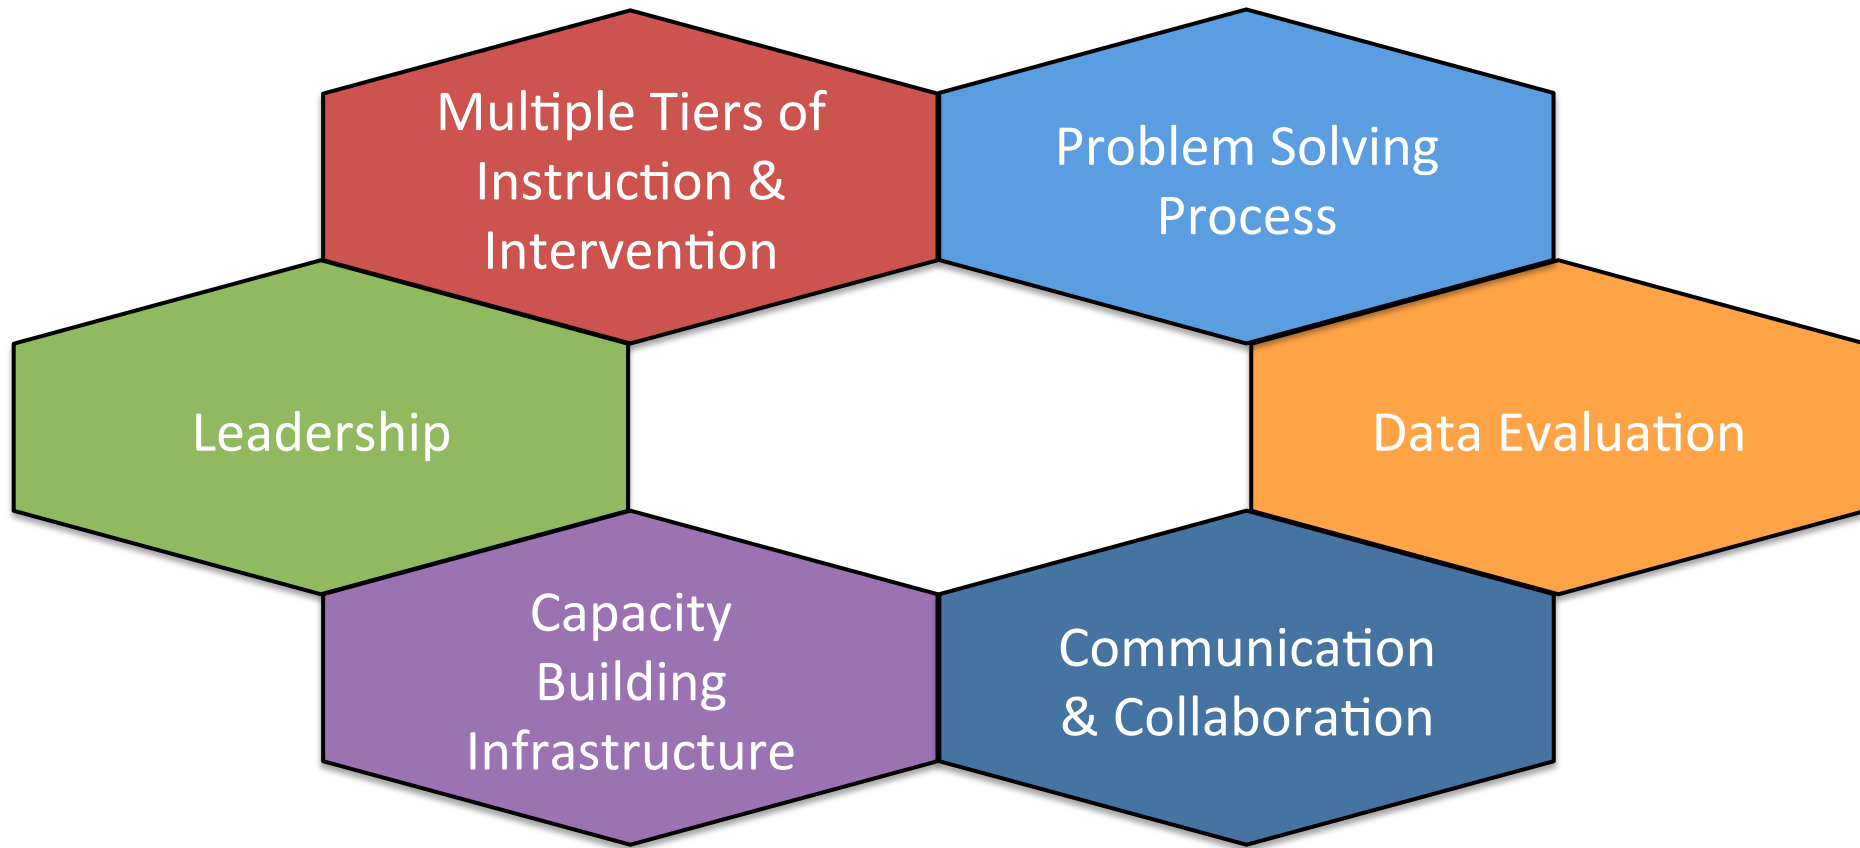 Multiple Tiers of
Instruction &
Intervention
Problem Solving
Process
Leadership
Data Evaluation
Capacity
Building
Infrastructure
Communication
& Collaboration